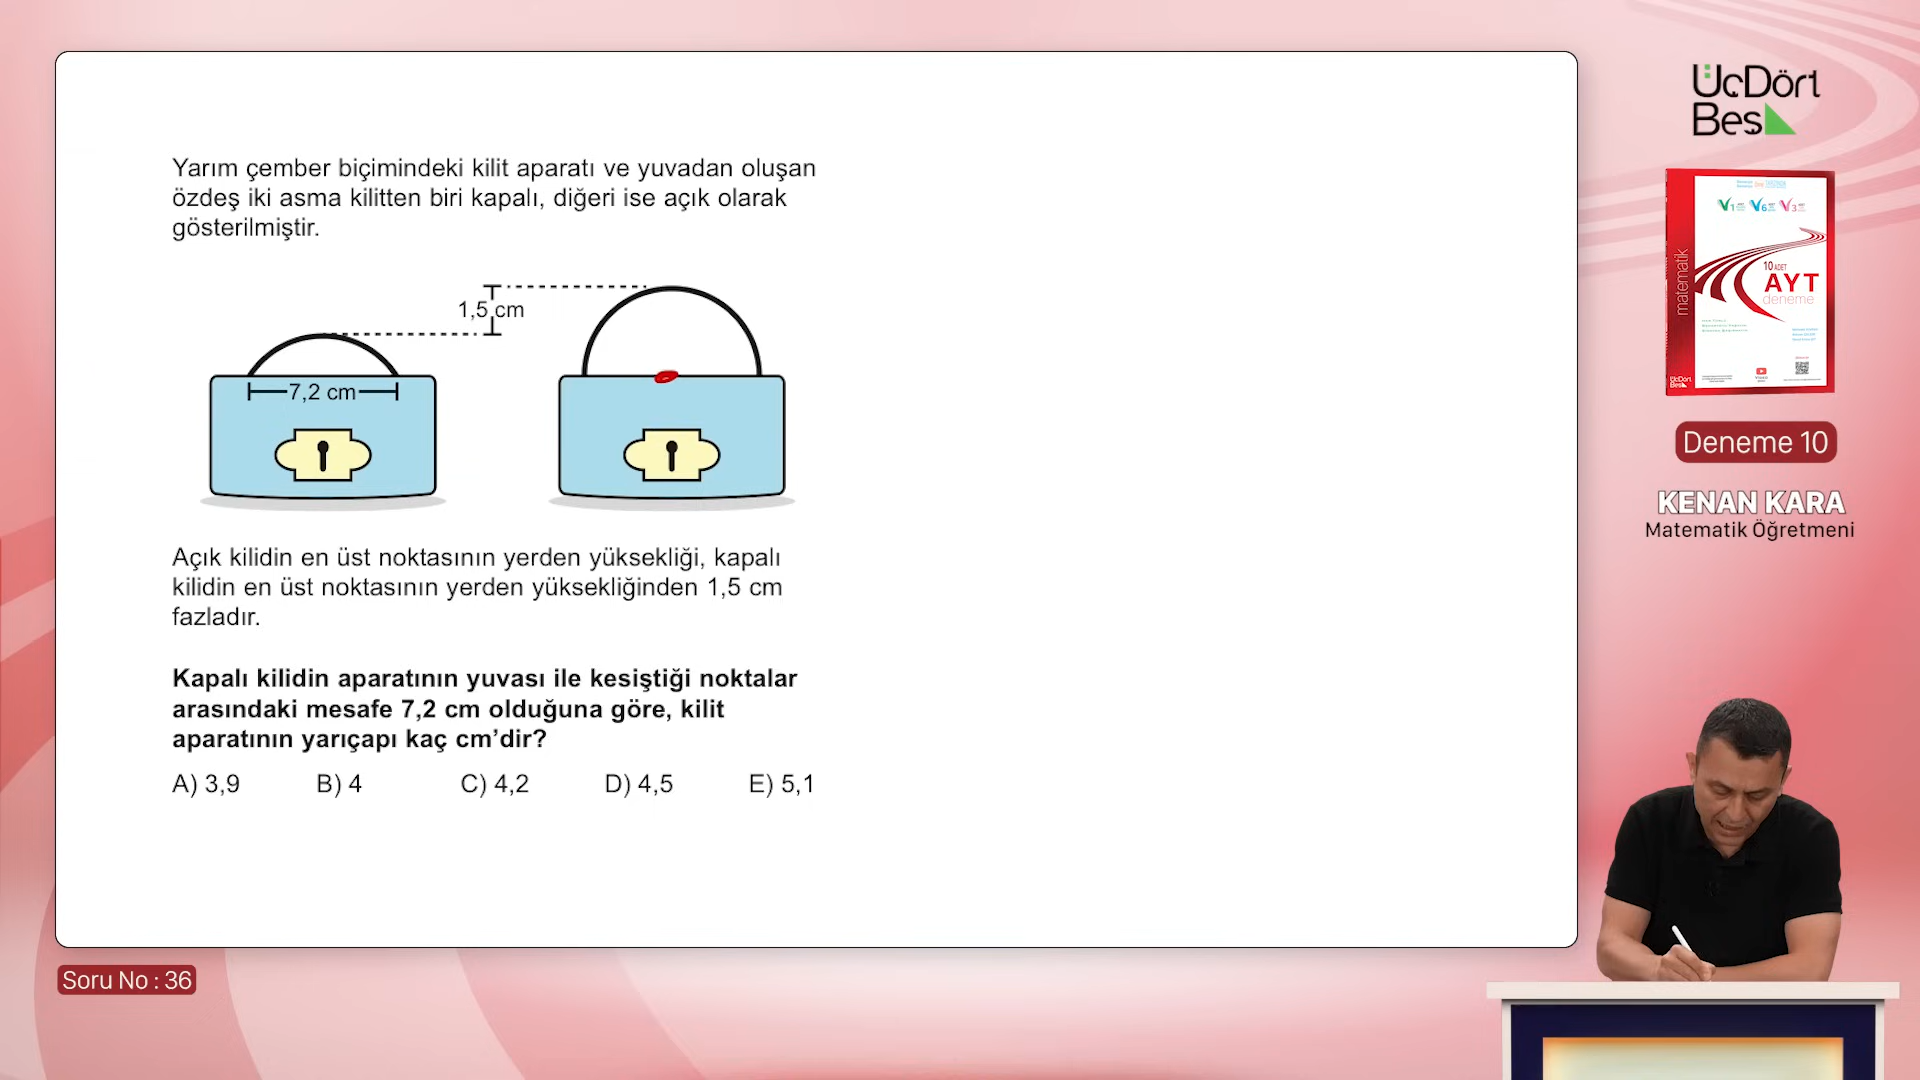 Yarım çember biçimindeki kilit aparatı ve yuvadan oluşan
özdeş iki asma kilitten biri kapalı, diğeri ise açık olarak
gösterilmiştir.
1,5 cm
7,2 cm
Açık kilidin en üst noktasının yerden yüksekliği, kapalı
kilidin en üst noktasının yerden yüksekliğinden 1,5 cm
fazladır.
Kapalı kilidin aparatının yuvası ile kesiştiği noktalar
arasındaki mesafe 7,2 cm olduğuna göre, kilit
aparatının yarıçapı kaç cm'dir?
A) 3,9 B) 4 C) 4,2 D) 4,5 E) 5,1
Soru No : 36
ÜçDört
Beş
matematik
10 ADET
AYT
deneme
ÜçDört
Beş
Deneme 10
KENAN KARA
Matematik Öğretmeni